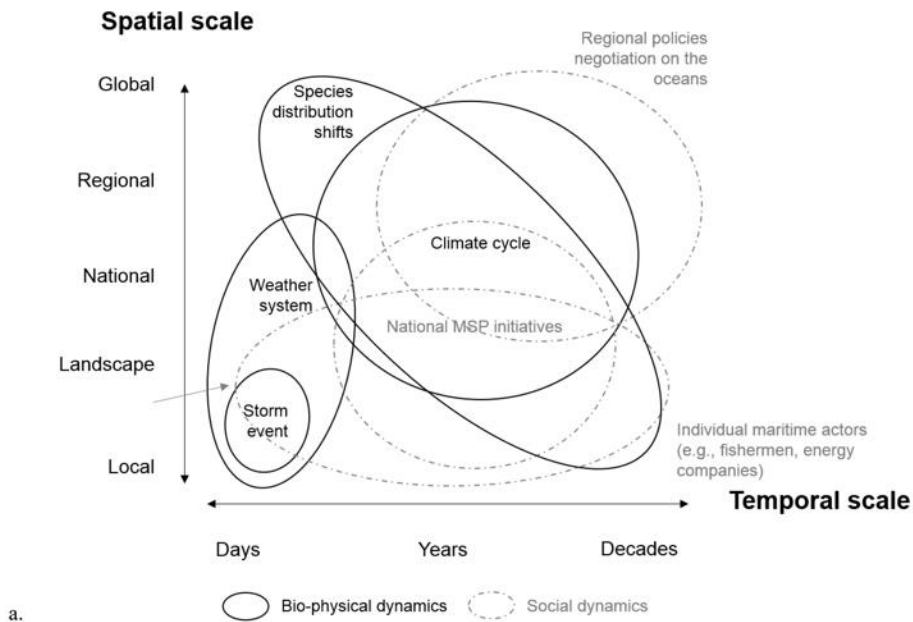 Spatial scale
Regional policies
negotiation on the
oceans
Global
Species
distribution
shifts
Regional
Climate cycle
National
Weather
system
National MSP initiatives
Landscape
Storm
event
Individual maritime actors
(e.g., fishermen, energy
companies)
Local
Temporal scale
Days
Years
Decades
a.
Bio-physical dynamics
Social dynamics